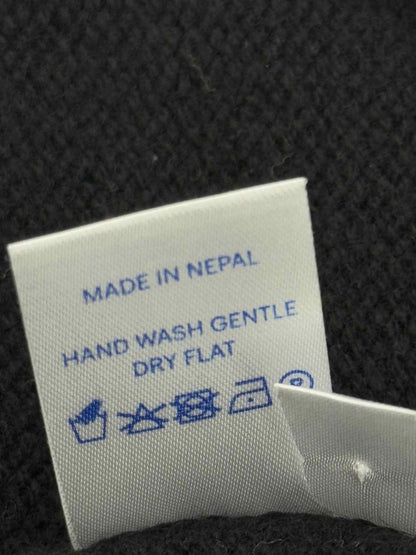 MADE IN NEPAL
HAND WASH GENTLE
DRY FLAT